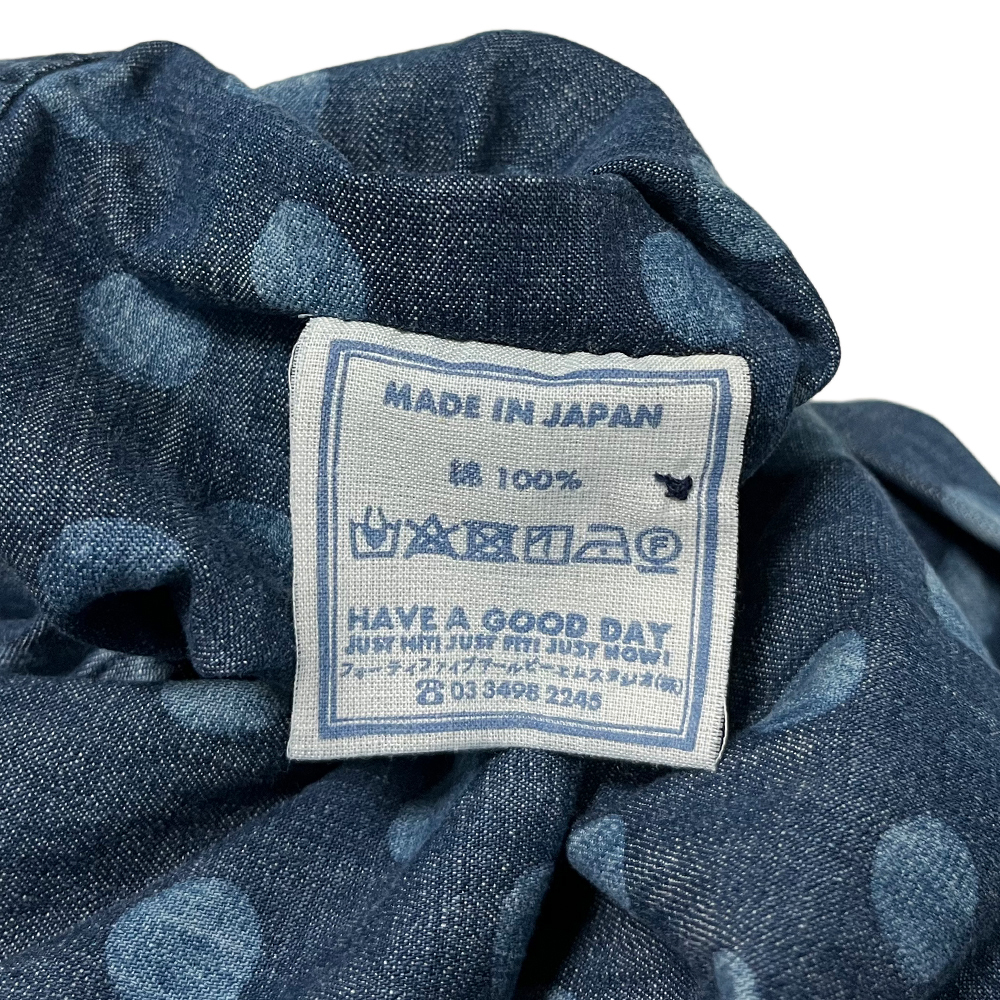 MADE IN JAPAN
綿 100%
F
HAVE A GOOD DAY
JUST HIT! JUST FIT! JUST NOW!
フォーティファイブアールピーエムスタジオ(株)
☎03 3498 2248